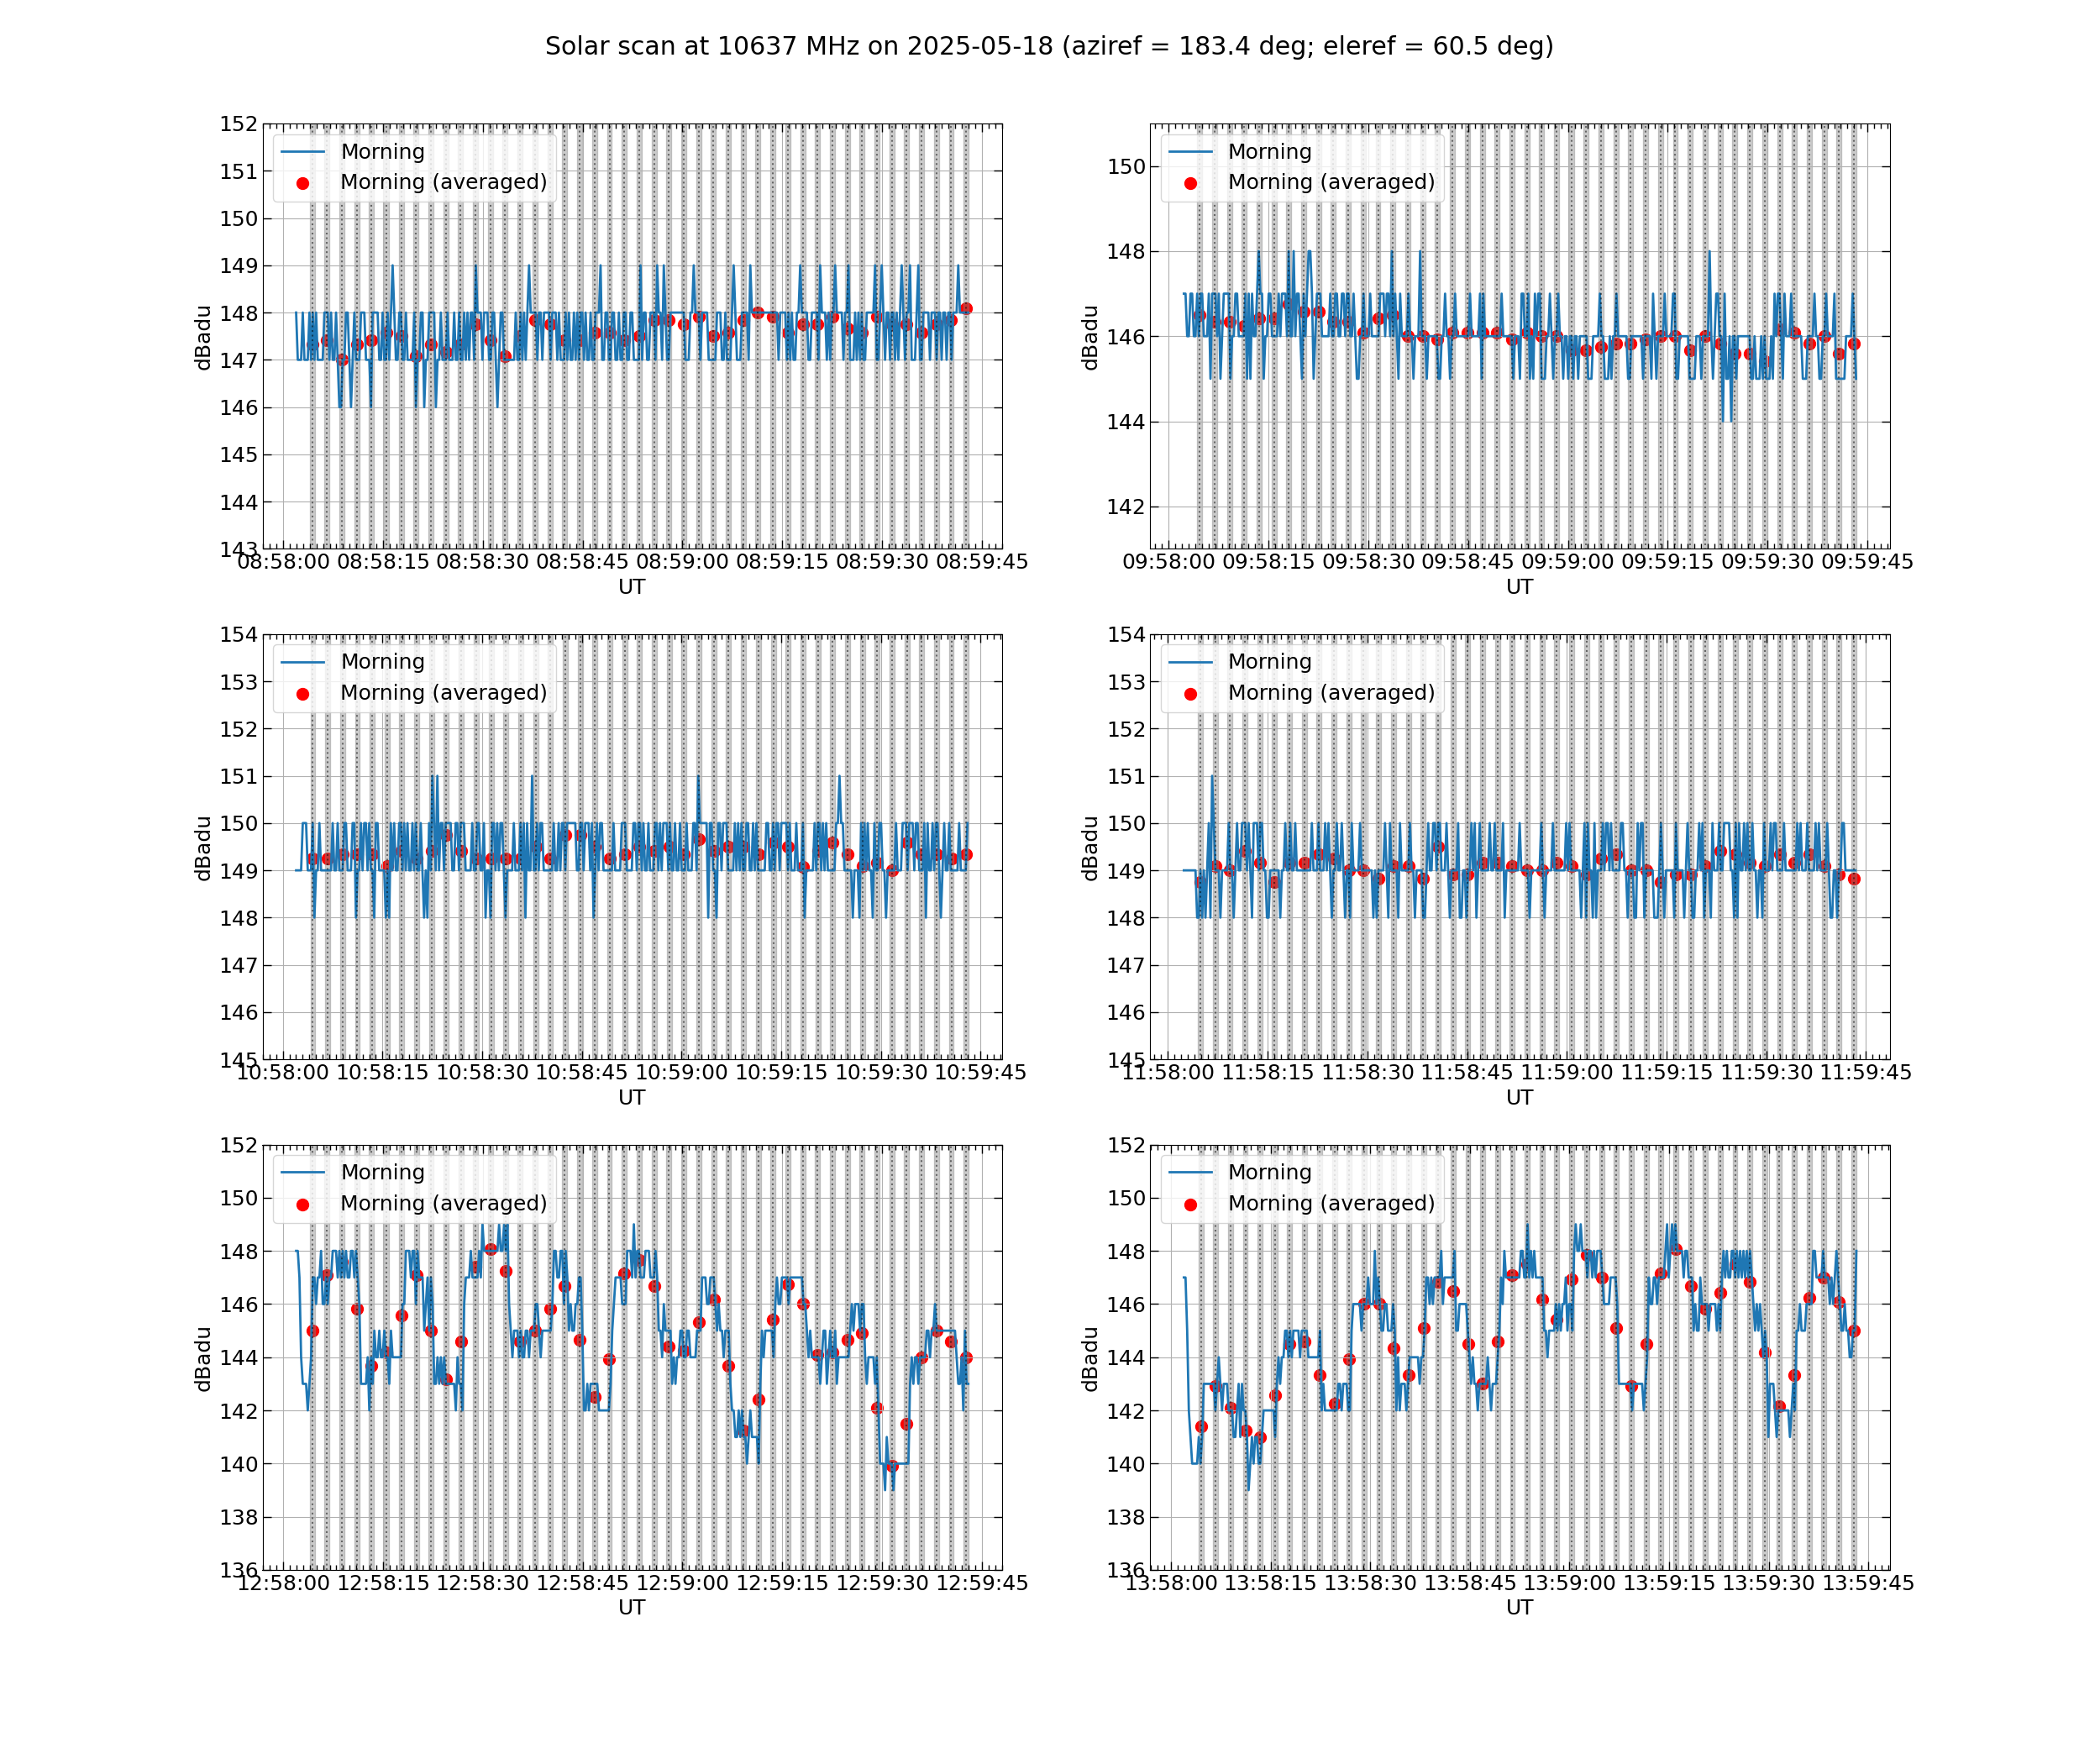 Solar scan at 10637 MHz on 2025-05-18 (aziref = 183.4 deg; eleref = 60.5 deg)
152
151
150
149
148
147
146
145
144
143
dBadu
Morning
Morning (averaged)
08:58:00 08:58:15 08:58:30 08:58:45 08:59:00 08:59:15 08:59:30 08:59:45
UT
150
148
146
144
142
dBadu
Morning
Morning (averaged)
09:58:00 09:58:15 09:58:30 09:58:45 09:59:00 09:59:15 09:59:30 09:59:45
UT
154
153
152
151
150
149
148
147
146
145
dBadu
Morning
Morning (averaged)
10:58:00 10:58:15 10:58:30 10:58:45 10:59:00 10:59:15 10:59:30 10:59:45
UT
154
153
152
151
150
149
148
147
146
145
dBadu
Morning
Morning (averaged)
11:58:00 11:58:15 11:58:30 11:58:45 11:59:00 11:59:15 11:59:30 11:59:45
UT
152
150
148
146
144
142
140
138
136
dBadu
Morning
Morning (averaged)
12:58:00 12:58:15 12:58:30 12:58:45 12:59:00 12:59:15 12:59:30 12:59:45
UT
152
150
148
146
144
142
140
138
136
dBadu
Morning
Morning (averaged)
13:58:00 13:58:15 13:58:30 13:58:45 13:59:00 13:59:15 13:59:30 13:59:45
UT